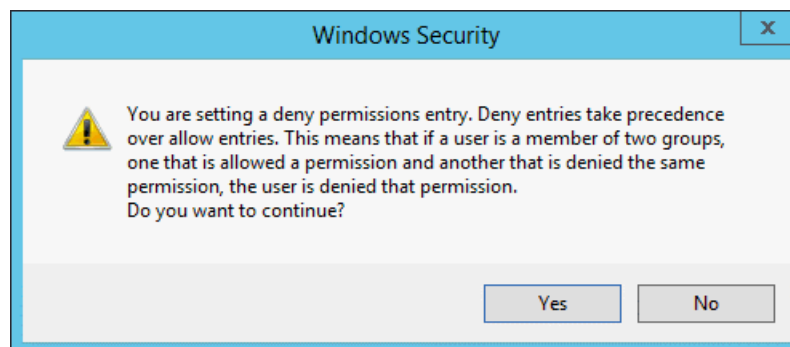 Windows Security
x
You are setting a deny permissions entry. Deny entries take precedence
over allow entries. This means that if a user is a member of two groups,
one that is allowed a permission and another that is denied the same
permission, the user is denied that permission.
Do you want to continue?
Yes
No